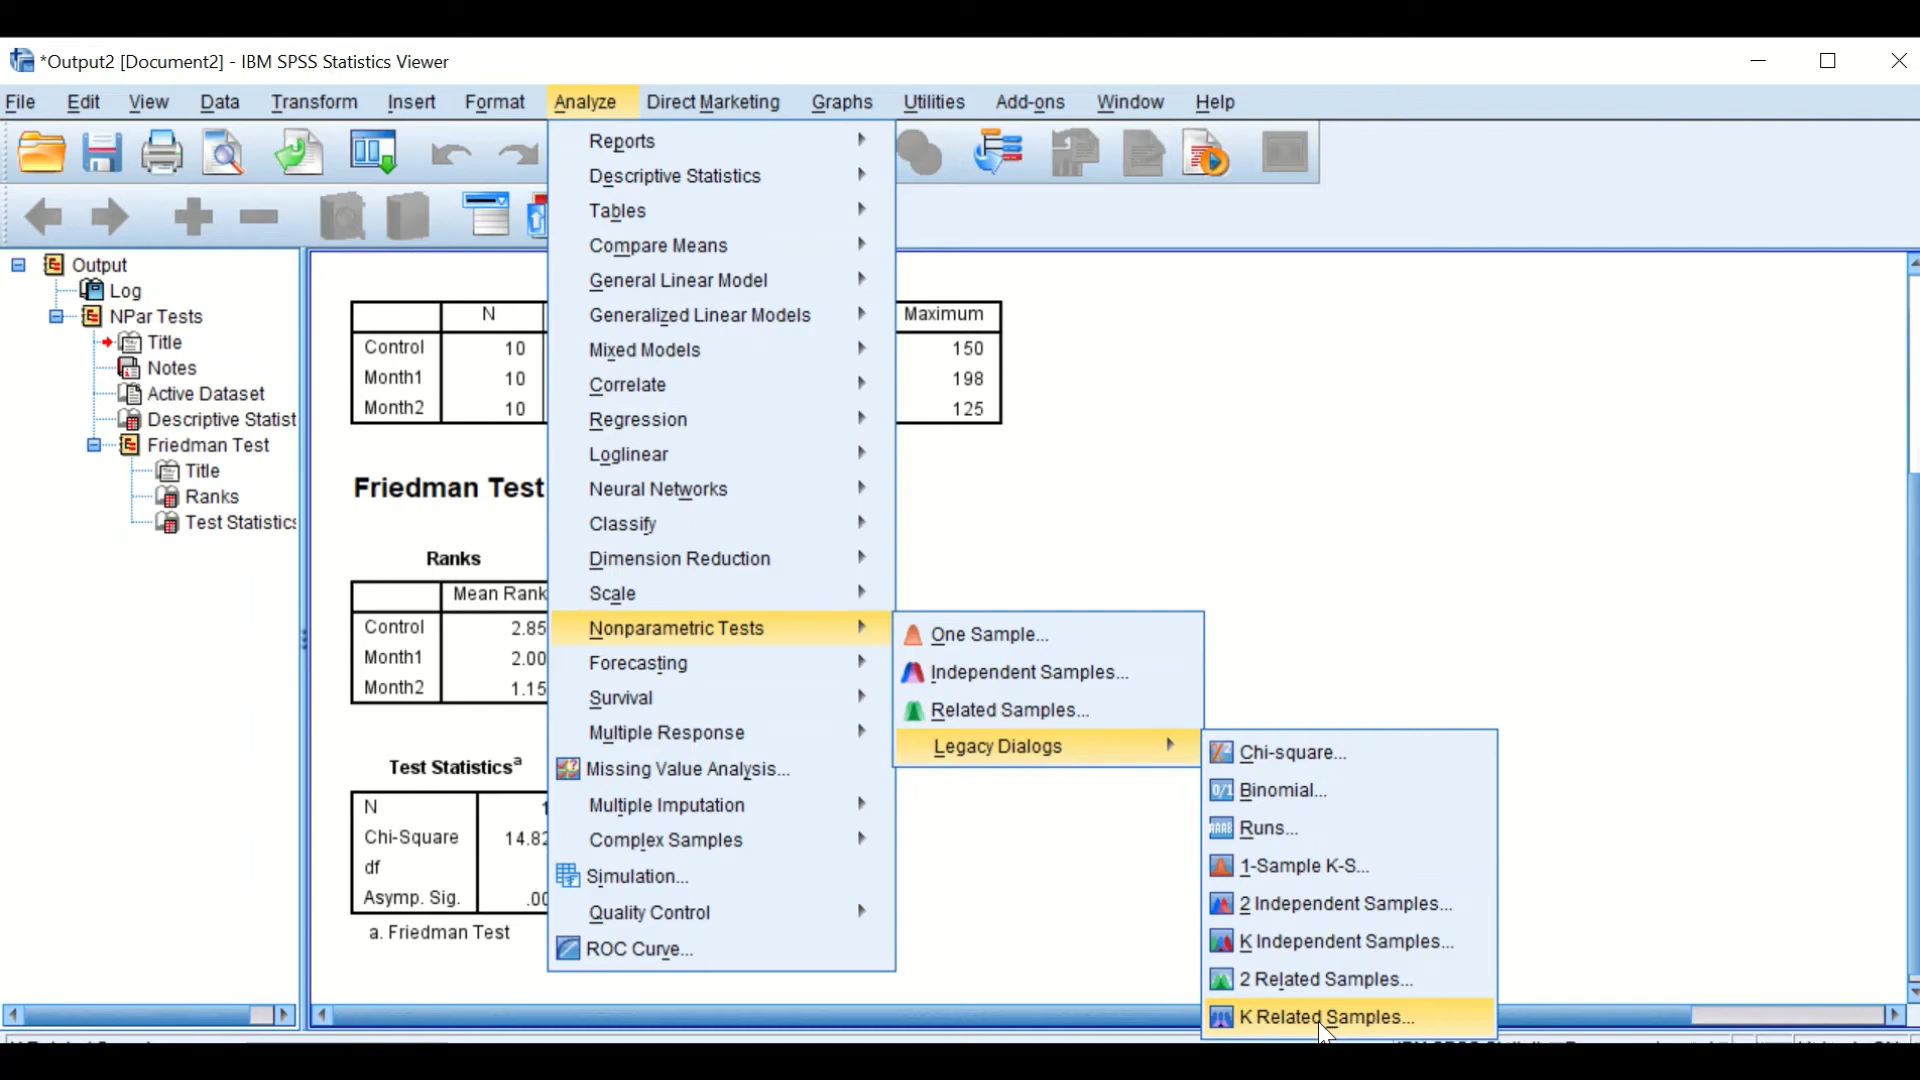 *Output2 [Document2] - IBM SPSS Statistics Viewer
File Edit View Data Transform Insert Format Analyze Direct Marketing Graphs Utilities Add-ons Window Help
Output
Log
NPar Tests
Title
Notes
Active Dataset
Descriptive Statist
Friedman Test
Title
Ranks
Test Statistics
N Maximum
Control 10 150
Month1 10 198
Month2 10 125
Friedman Test
Ranks
Mean Rank
Control 2.85
Month1 2.00
Month2 1.15
Test Statisticsa
N 1
Chi-Square 14.82
df
Asymp. Sig. .00
a. Friedman Test
Reports
Descriptive Statistics
Tables
Compare Means
General Linear Model
Generalized Linear Models
Mixed Models
Correlate
Regression
Loglinear
Neural Networks
Classify
Dimension Reduction
Scale
Nonparametric Tests
Forecasting
Survival
Multiple Response
Missing Value Analysis...
Multiple Imputation
Complex Samples
Simulation...
Quality Control
ROC Curve...
One Sample...
Independent Samples...
Related Samples...
Legacy Dialogs
Chi-square...
Binomial...
Runs...
1-Sample K-S...
2 Independent Samples...
K Independent Samples...
2 Related Samples...
K Related Samples...